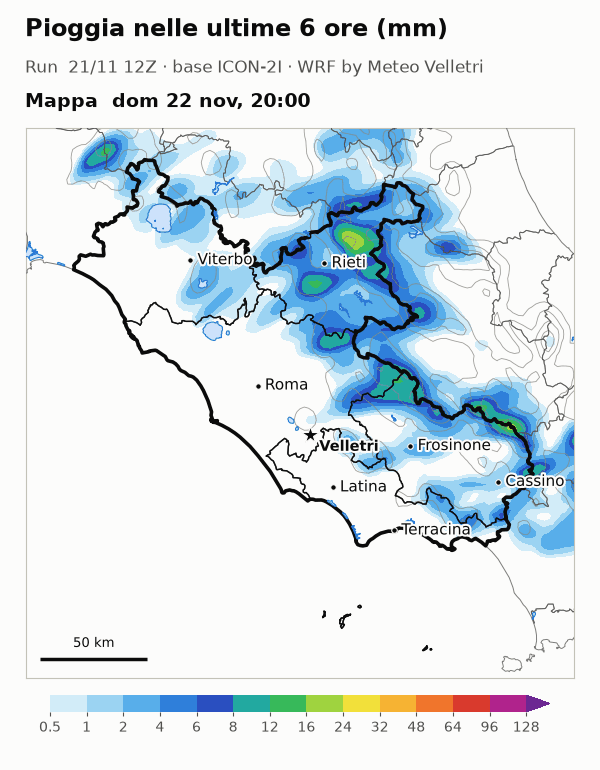 Pioggia nelle ultime 6 ore (mm)
Run  21/11 12Z · base ICON-2I · WRF by Meteo Velletri
Mappa  dom 22 nov, 20:00
Viterbo
Rieti
Roma
Velletri
Frosinone
Cassino
Latina
Terracina
50 km
0.5 1 2 4 6 8 12 16 24 32 48 64 96 128